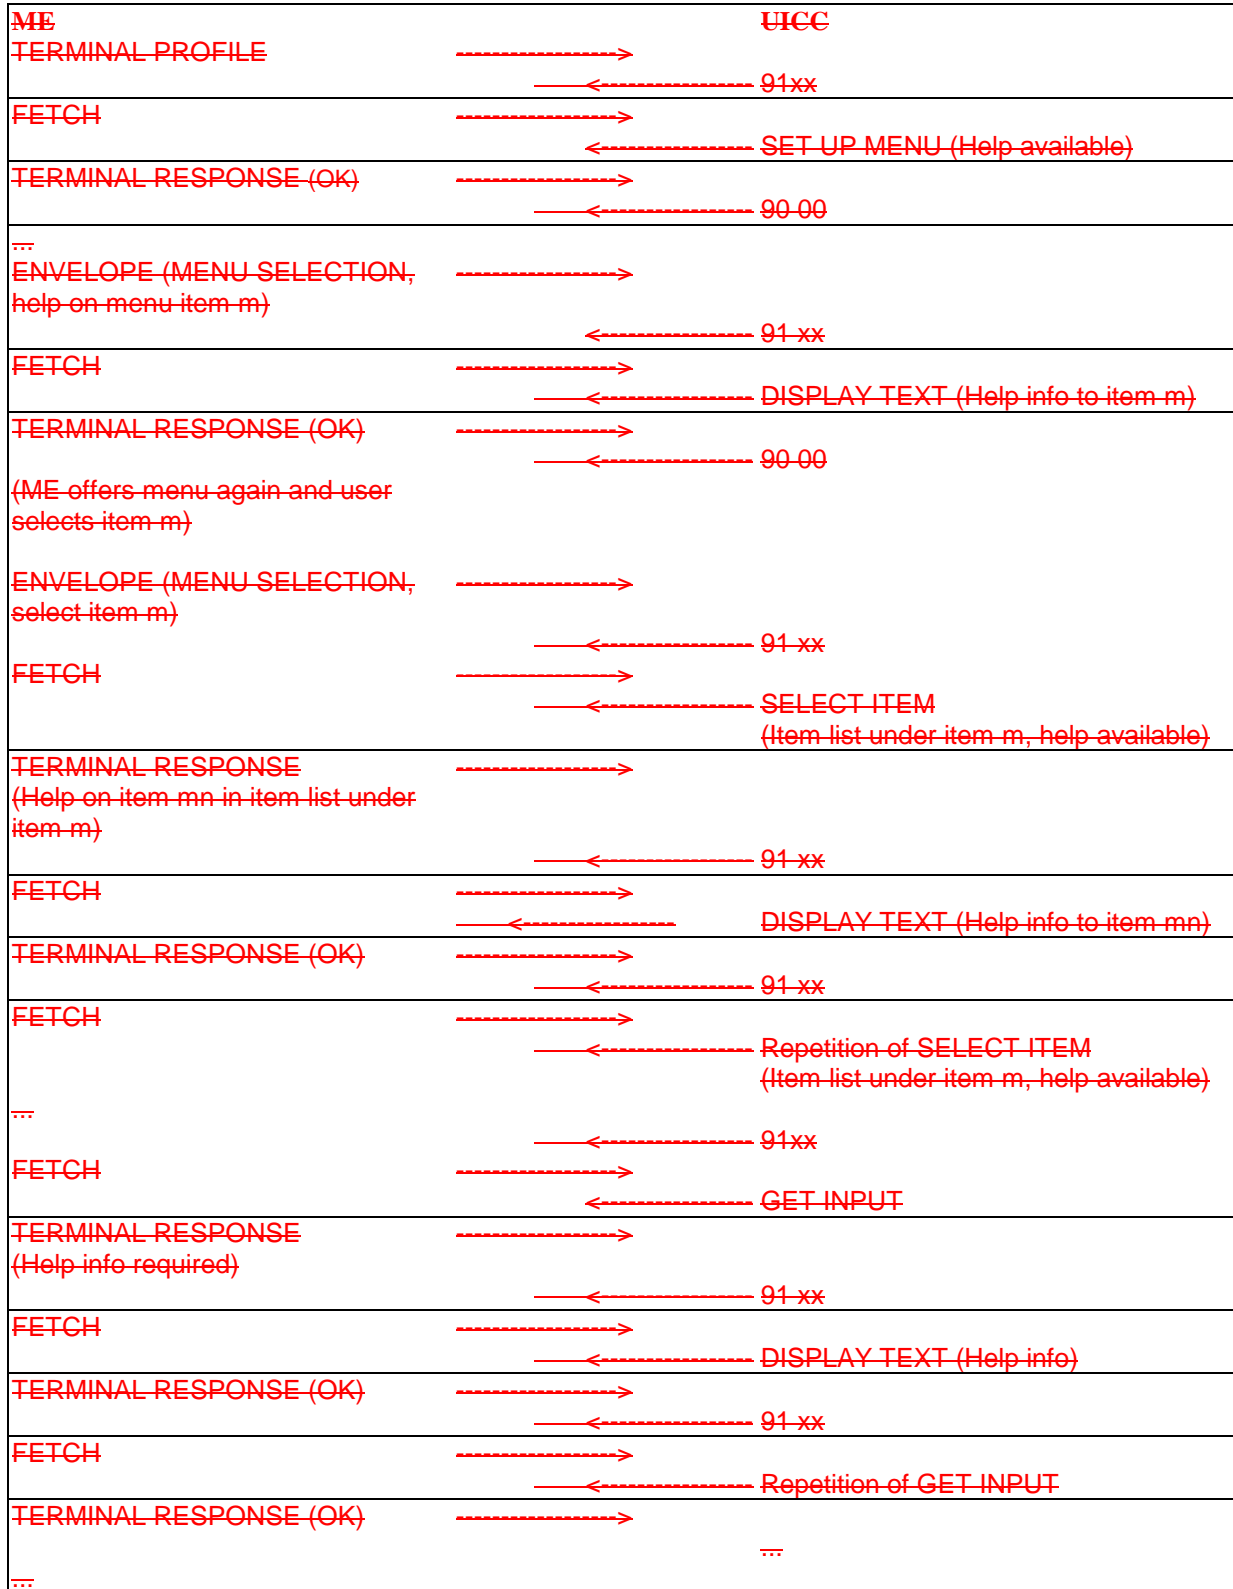 ME UICC
TERMINAL PROFILE ------------------>
<----------------- 91xx
FETCH ------------------>
<----------------- SET UP MENU (Help available)
TERMINAL RESPONSE (OK) ------------------>
<----------------- 90 00
...
ENVELOPE (MENU SELECTION, ------------------>
help on menu item m)
<----------------- 91 xx
FETCH ------------------>
<----------------- DISPLAY TEXT (Help info to item m)
TERMINAL RESPONSE (OK) ------------------>
<----------------- 90 00
(ME offers menu again and user
selects item m)
ENVELOPE (MENU SELECTION, ------------------>
select item m)
<----------------- 91 xx
FETCH ------------------>
<----------------- SELECT ITEM
(Item list under item m, help available)
TERMINAL RESPONSE ------------------>
(Help on item mn in item list under
item m)
<----------------- 91 xx
FETCH ------------------>
<----------------- DISPLAY TEXT (Help info to item mn)
TERMINAL RESPONSE (OK) ------------------>
<----------------- 91 xx
FETCH ------------------>
<----------------- Repetition of SELECT ITEM
(Item list under item m, help available)
...
<----------------- 91xx
FETCH ------------------>
<----------------- GET INPUT
TERMINAL RESPONSE ------------------>
(Help info required)
<----------------- 91 xx
FETCH ------------------>
<----------------- DISPLAY TEXT (Help info)
TERMINAL RESPONSE (OK) ------------------>
<----------------- 91 xx
FETCH ------------------>
<----------------- Repetition of GET INPUT
TERMINAL RESPONSE (OK) ------------------>
...
...